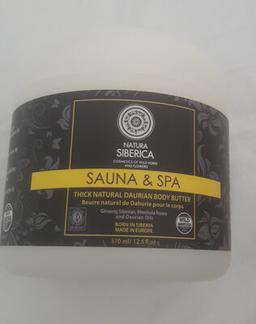 NATURA
SIBERICA
COSMETICS OF WILD HERBS
AND FLOWERS
SAUNA & SPA
THICK NATURAL DAURIAN BODY BUTTER
Beurre naturel de Dahurie pour le corps
Ginseng Siberian, Rhodiola Rosea
and Daurian Oils
BORN IN SIBERIA
MADE IN EUROPE
WILD
370 ml/ 12.5 fl.oz